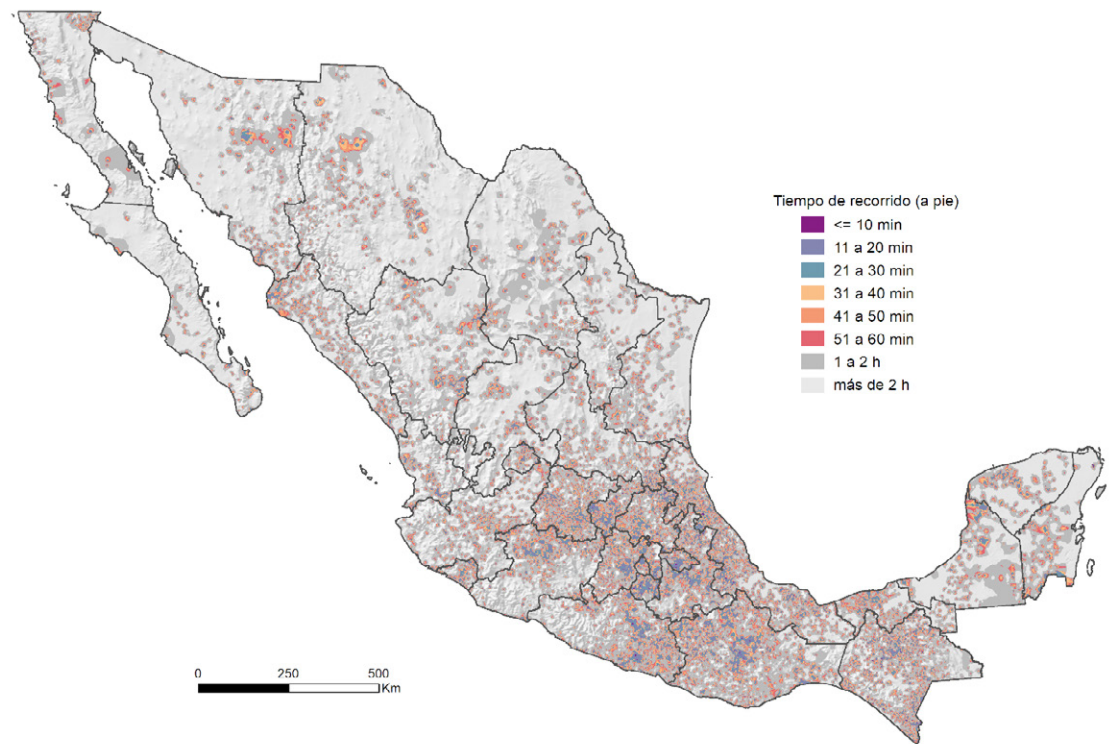 Tiempo de recorrido (a pie)
<= 10 min
11 a 20 min
21 a 30 min
31 a 40 min
41 a 50 min
51 a 60 min
1 a 2 h
más de 2 h
0 250 500
Km